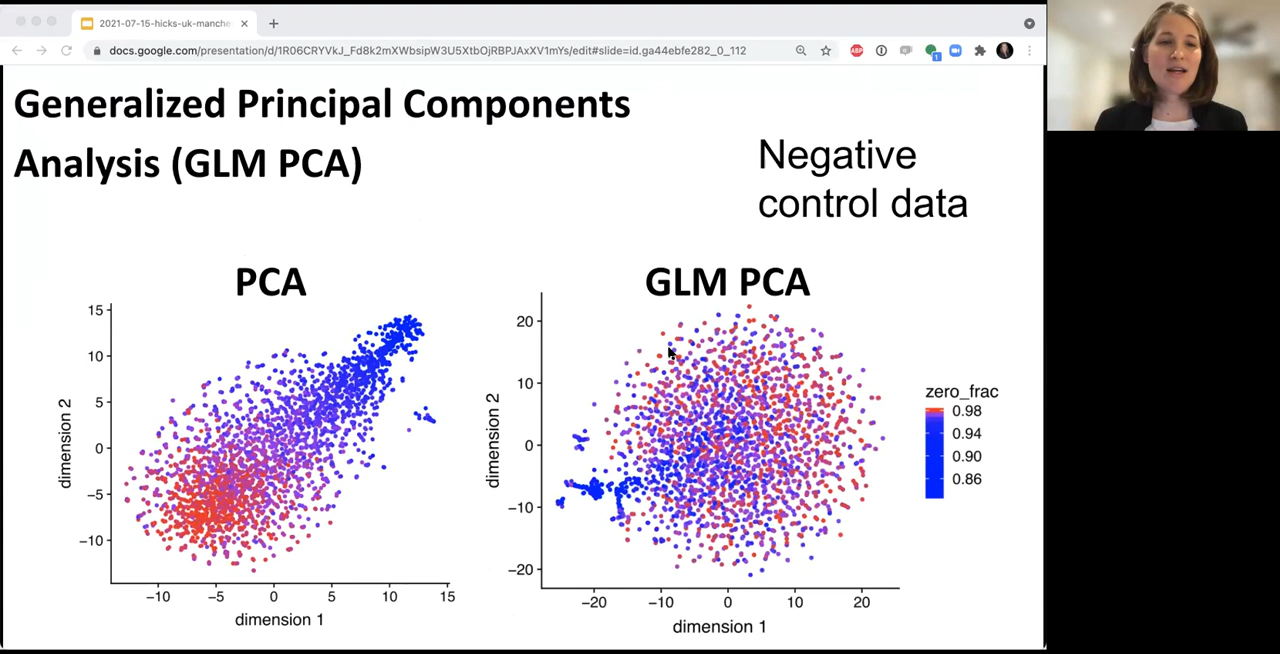 2021-07-15-hicks-uk-manche
docs.google.com/presentation/d/1R06CRYVkJ_Fd8k2mXWbsipW3U5XtbOjRBPJAxXV1mYs/edit#slide=id.ga44ebfe282_0_112
ABP
1
Generalized Principal Components
Analysis (GLM PCA)
Negative
control data
PCA
15
10
5
0
−5
−10
dimension 2
−10 −5 0 5 10 15
dimension 1
GLM PCA
20
10
0
−10
−20
dimension 2
−20 −10 0 10 20
dimension 1
zero_frac
0.98
0.94
0.90
0.86